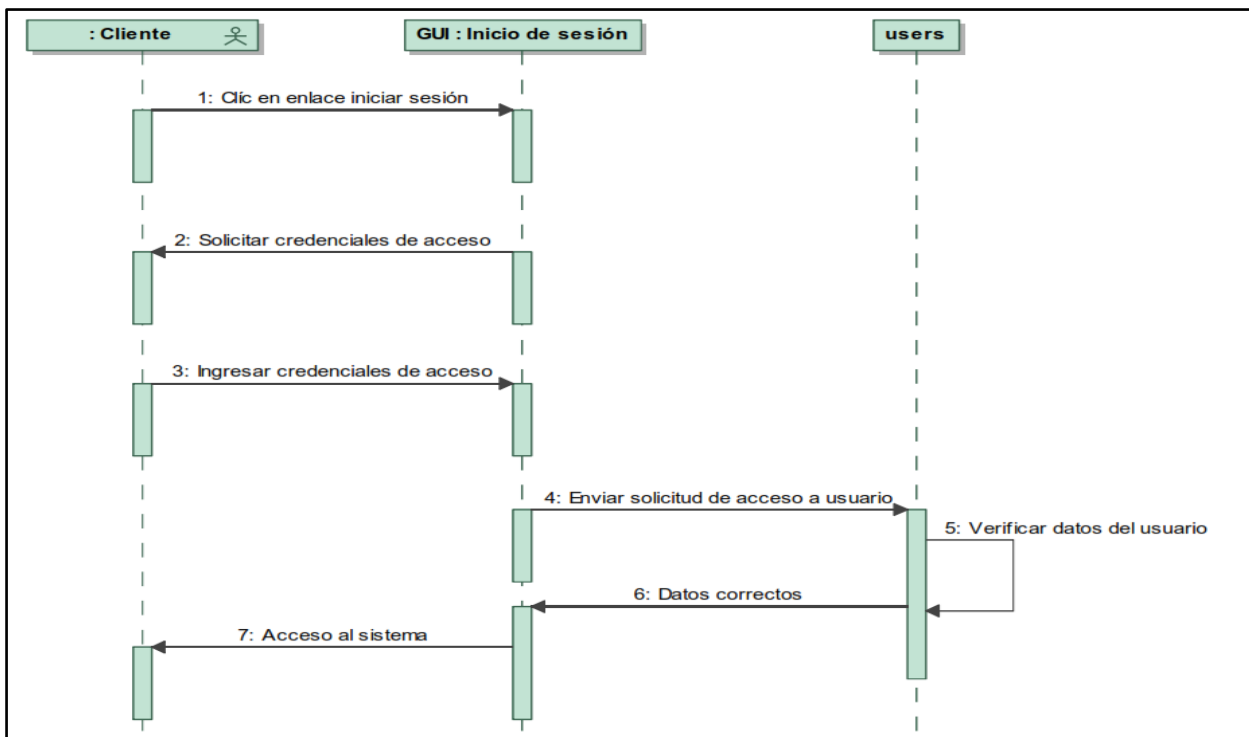 : Cliente
GUI : Inicio de sesión
users
1: Clíc en enlace iniciar sesión
2: Solicitar credenciales de acceso
3: Ingresar credenciales de acceso
4: Enviar solicitud de acceso a usuario
5: Verificar datos del usuario
6: Datos correctos
7: Acceso al sistema